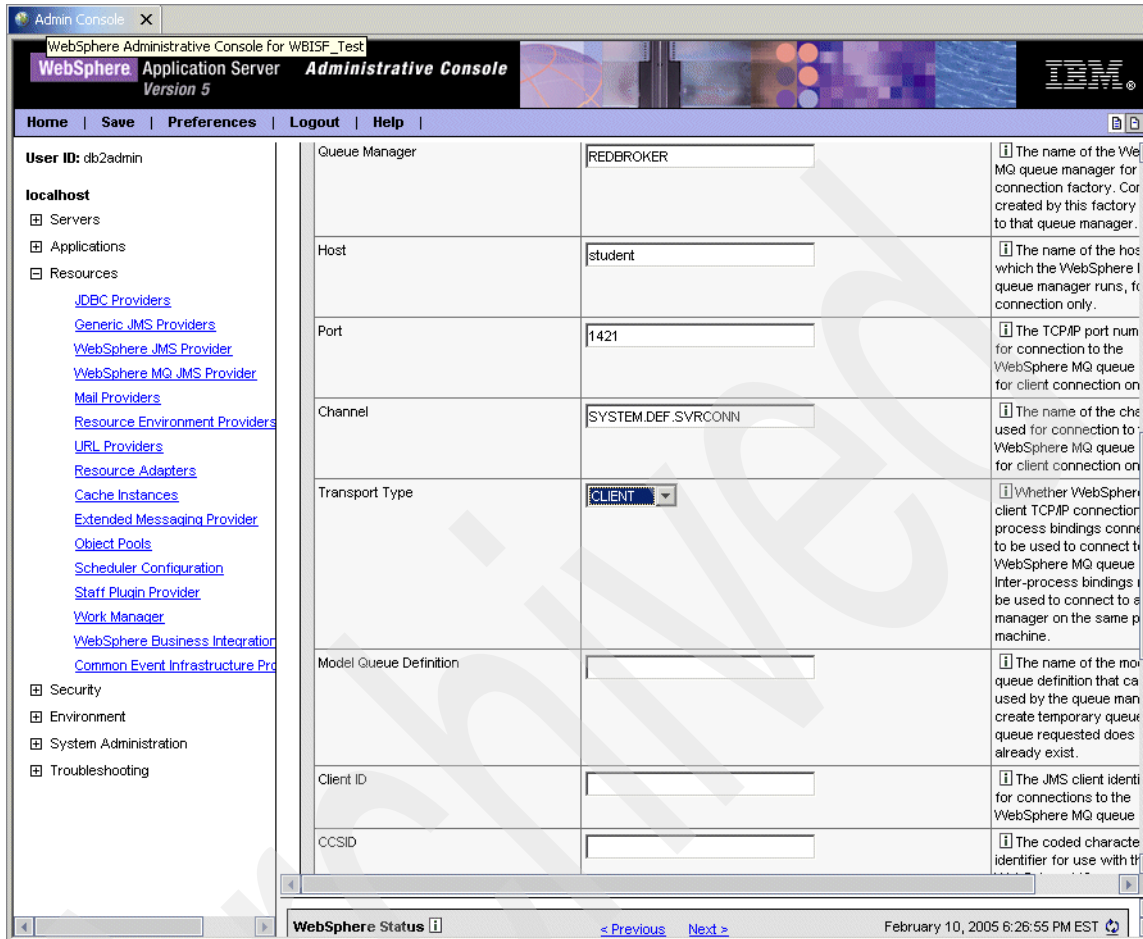 Admin Console
WebSphere Administrative Console for WBISF_Test
WebSphere Application Server Administrative Console
Version 5
IBM
Home | Save | Preferences | Logout | Help |
User ID: db2admin
localhost
Servers
Applications
Resources
JDBC Providers
Generic JMS Providers
WebSphere JMS Provider
WebSphere MQ JMS Provider
Mail Providers
Resource Environment Providers
URL Providers
Resource Adapters
Cache Instances
Extended Messaging Provider
Object Pools
Scheduler Configuration
Staff Plugin Provider
Work Manager
WebSphere Business Integration
Common Event Infrastructure Pro
Security
Environment
System Administration
Troubleshooting
Queue Manager
REDBROKER
The name of the We
MQ queue manager for
connection factory. Con
created by this factory
to that queue manager.
Host
student
The name of the hos
which the WebSphere
queue manager runs, fo
connection only.
Port
1421
The TCP/IP port num
for connection to the
WebSphere MQ queue
for client connection on
Channel
SYSTEM.DEF.SVRCONN
The name of the cha
used for connection to
WebSphere MQ queue
for client connection on
Transport Type
CLIENT
Whether WebSphere
client TCP/IP connection
process bindings conne
to be used to connect t
WebSphere MQ queue
Inter-process bindings
be used to connect to a
manager on the same p
machine.
Model Queue Definition
The name of the mo
queue definition that ca
used by the queue man
create temporary queue
queue requested does
already exist.
Client ID
The JMS client identi
for connections to the
WebSphere MQ queue
CCSID
The coded characte
identifier for use with th
WebSphere Status
< Previous Next >
February 10, 2005 6:26:55 PM EST